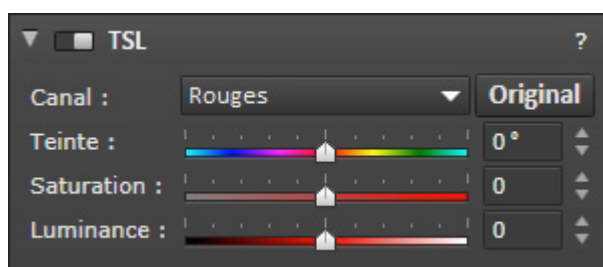 TSL ?
Canal : Rouges Original
Teinte : 0°
Saturation : 0
Luminance : 0